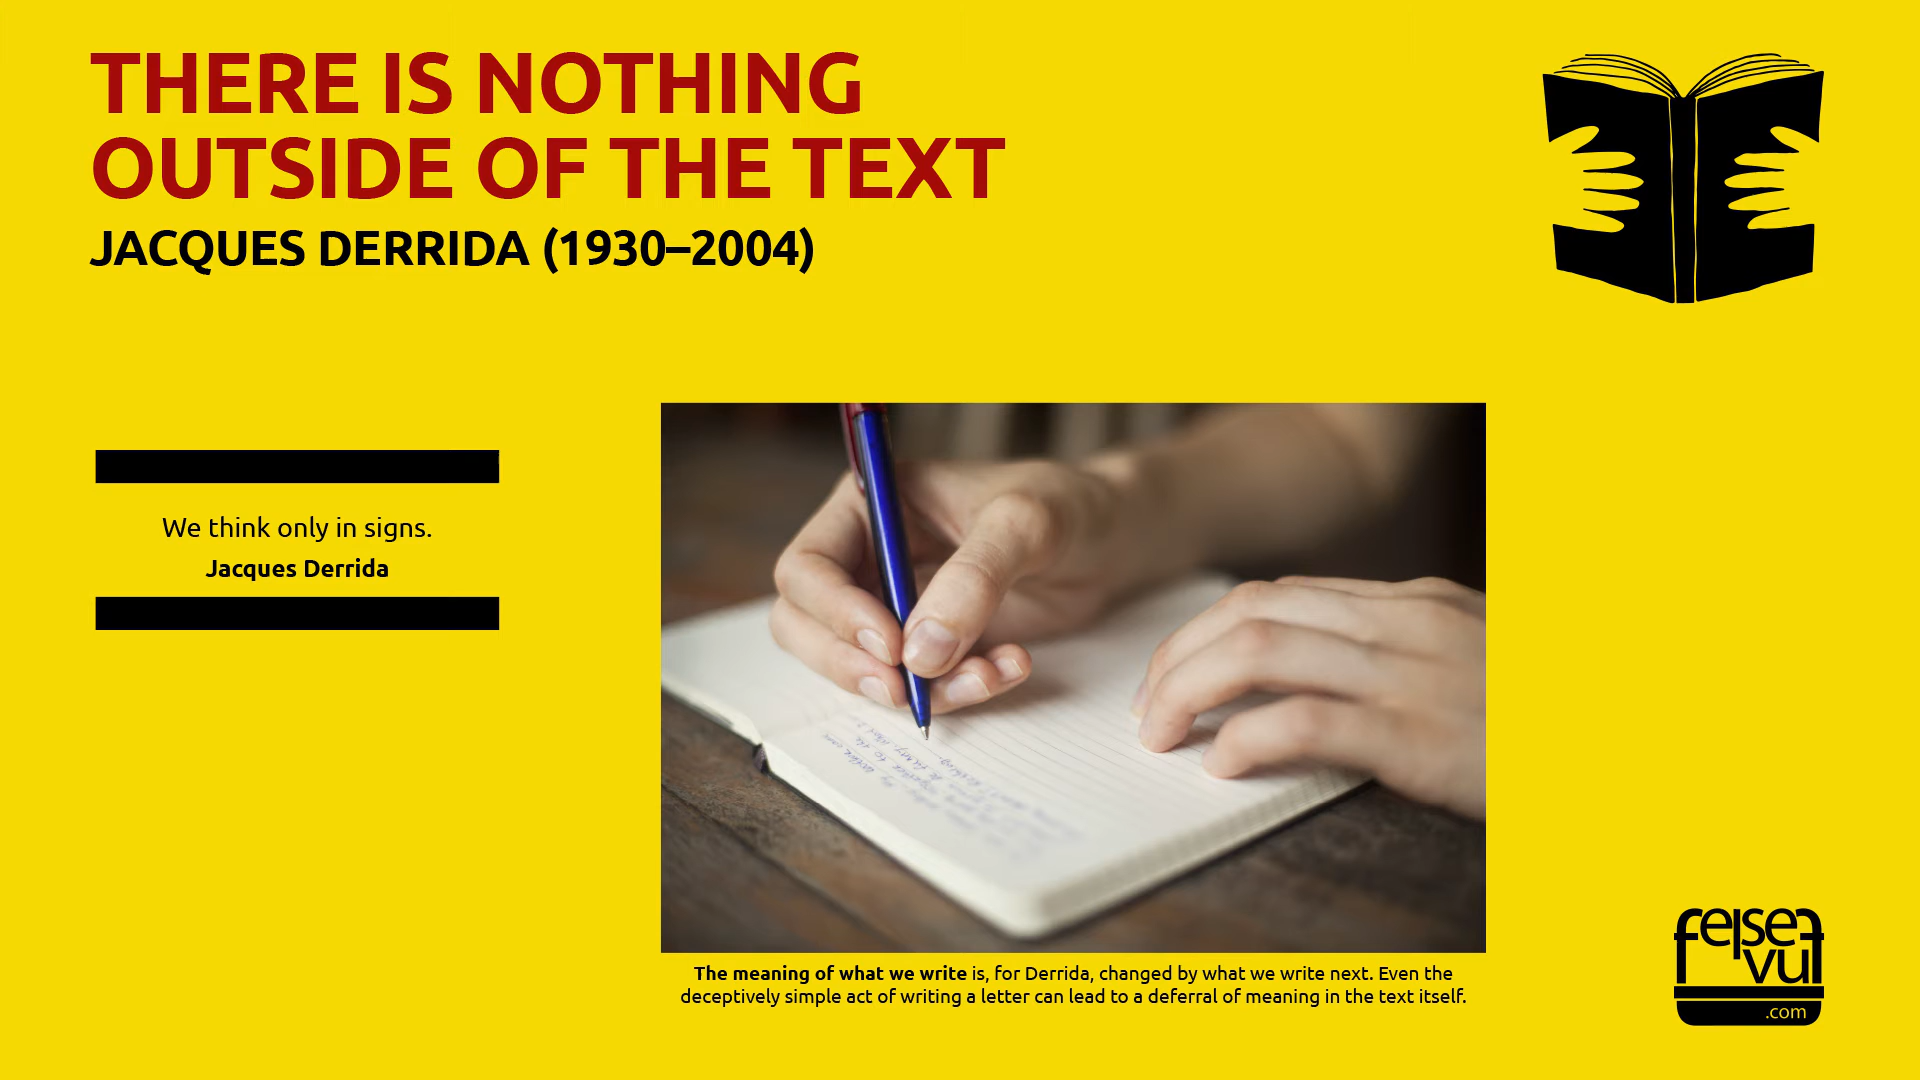 THERE IS NOTHING
OUTSIDE OF THE TEXT
JACQUES DERRIDA (1930–2004)
We think only in signs.
Jacques Derrida
The meaning of what we write is, for Derrida, changed by what we write next. Even the
deceptively simple act of writing a letter can lead to a deferral of meaning in the text itself.
felsef
vuł
.com